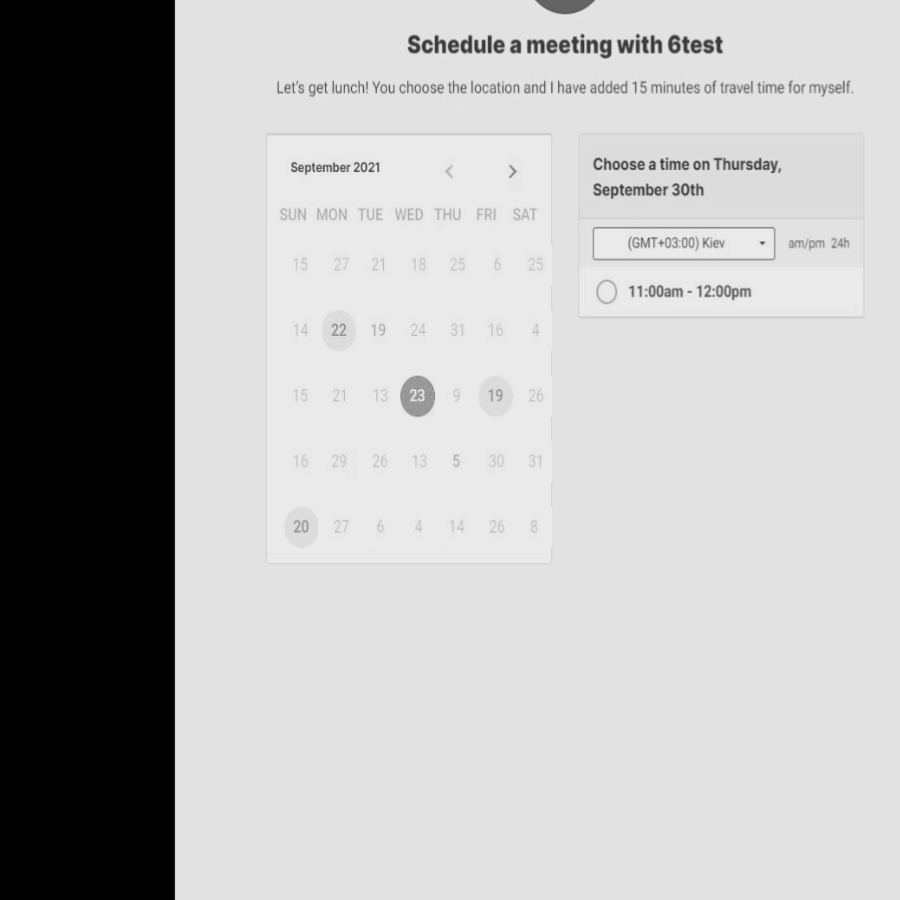 Schedule a meeting with 6test
Let's get lunch! You choose the location and I have added 15 minutes of travel time for myself.
September 2021
SUN MON TUE WED THU FRI SAT
15 27 21 18 25 6 25
14 22 19 24 31 16 4
15 21 13 23 9 19 26
16 29 26 13 5 30 31
20 27 6 4 14 26 8
Choose a time on Thursday,
September 30th
(GMT+03:00) Kiev am/pm 24h
11:00am - 12:00pm